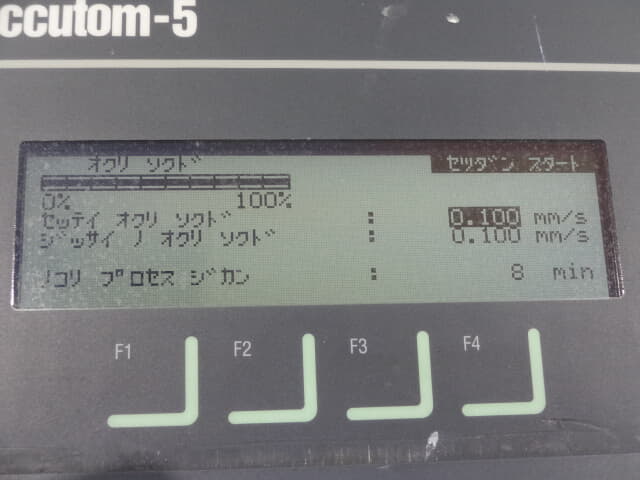 ccutom-5
オクリ ソクド
セツダン スタート
0% 100%
セッテイ オクリ ソクド : 0.100 mm/s
ジッサイノ オクリ ソクド : 0.100 mm/s
ノコリ プロセス ジカン : 8 min
F1 F2 F3 F4